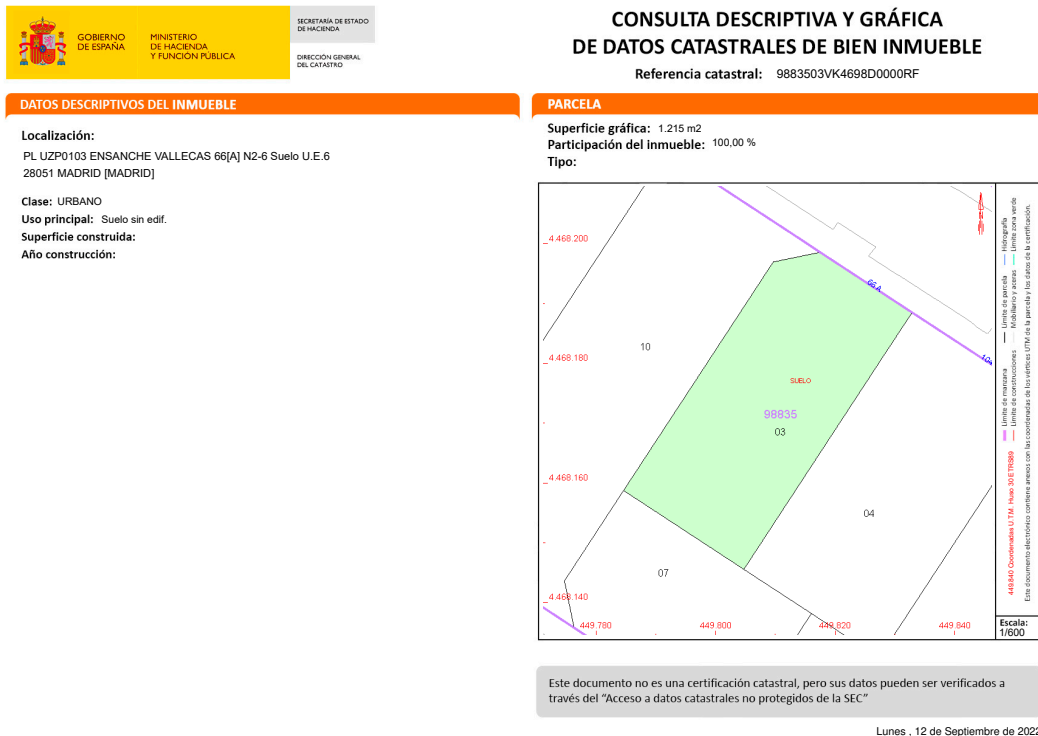 GOBIERNO
DE ESPAÑA
MINISTERIO
DE HACIENDA
Y FUNCIÓN PÚBLICA
SECRETARÍA DE ESTADO
DE HACIENDA
DIRECCIÓN GENERAL
DEL CATASTRO
CONSULTA DESCRIPTIVA Y GRÁFICA
DE DATOS CATASTRALES DE BIEN INMUEBLE
Referencia catastral: 9883503VK4698D0000RF
DATOS DESCRIPTIVOS DEL INMUEBLE
Localización:
PL UZP0103 ENSANCHE VALLECAS 66[A] N2-6 Suelo U.E.6
28051 MADRID [MADRID]
Clase: URBANO
Uso principal: Suelo sin edif.
Superficie construida:
Año construcción:
PARCELA
Superficie gráfica: 1.215 m2
Participación del inmueble: 100,00 %
Tipo:
4.468.200
66 A
10
4.468.180
SUELO
98835
03
4.468.160
04
07
4.468.140
449.780
449.800
449.820
449.840
Límite de manzana
Límite de parcela
Hidrografía
Límite de construcciones
Mobiliario y aceras
Límite zona verde
449.840 Coordenadas U.T.M. Huso 30 ETRS89
Este documento electrónico contiene anexos con las coordenadas de los vértices UTM de la parcela y los datos de la certificación.
Escala:
1/600
Este documento no es una certificación catastral, pero sus datos pueden ser verificados a
través del “Acceso a datos catastrales no protegidos de la SEC”
Lunes , 12 de Septiembre de 2022